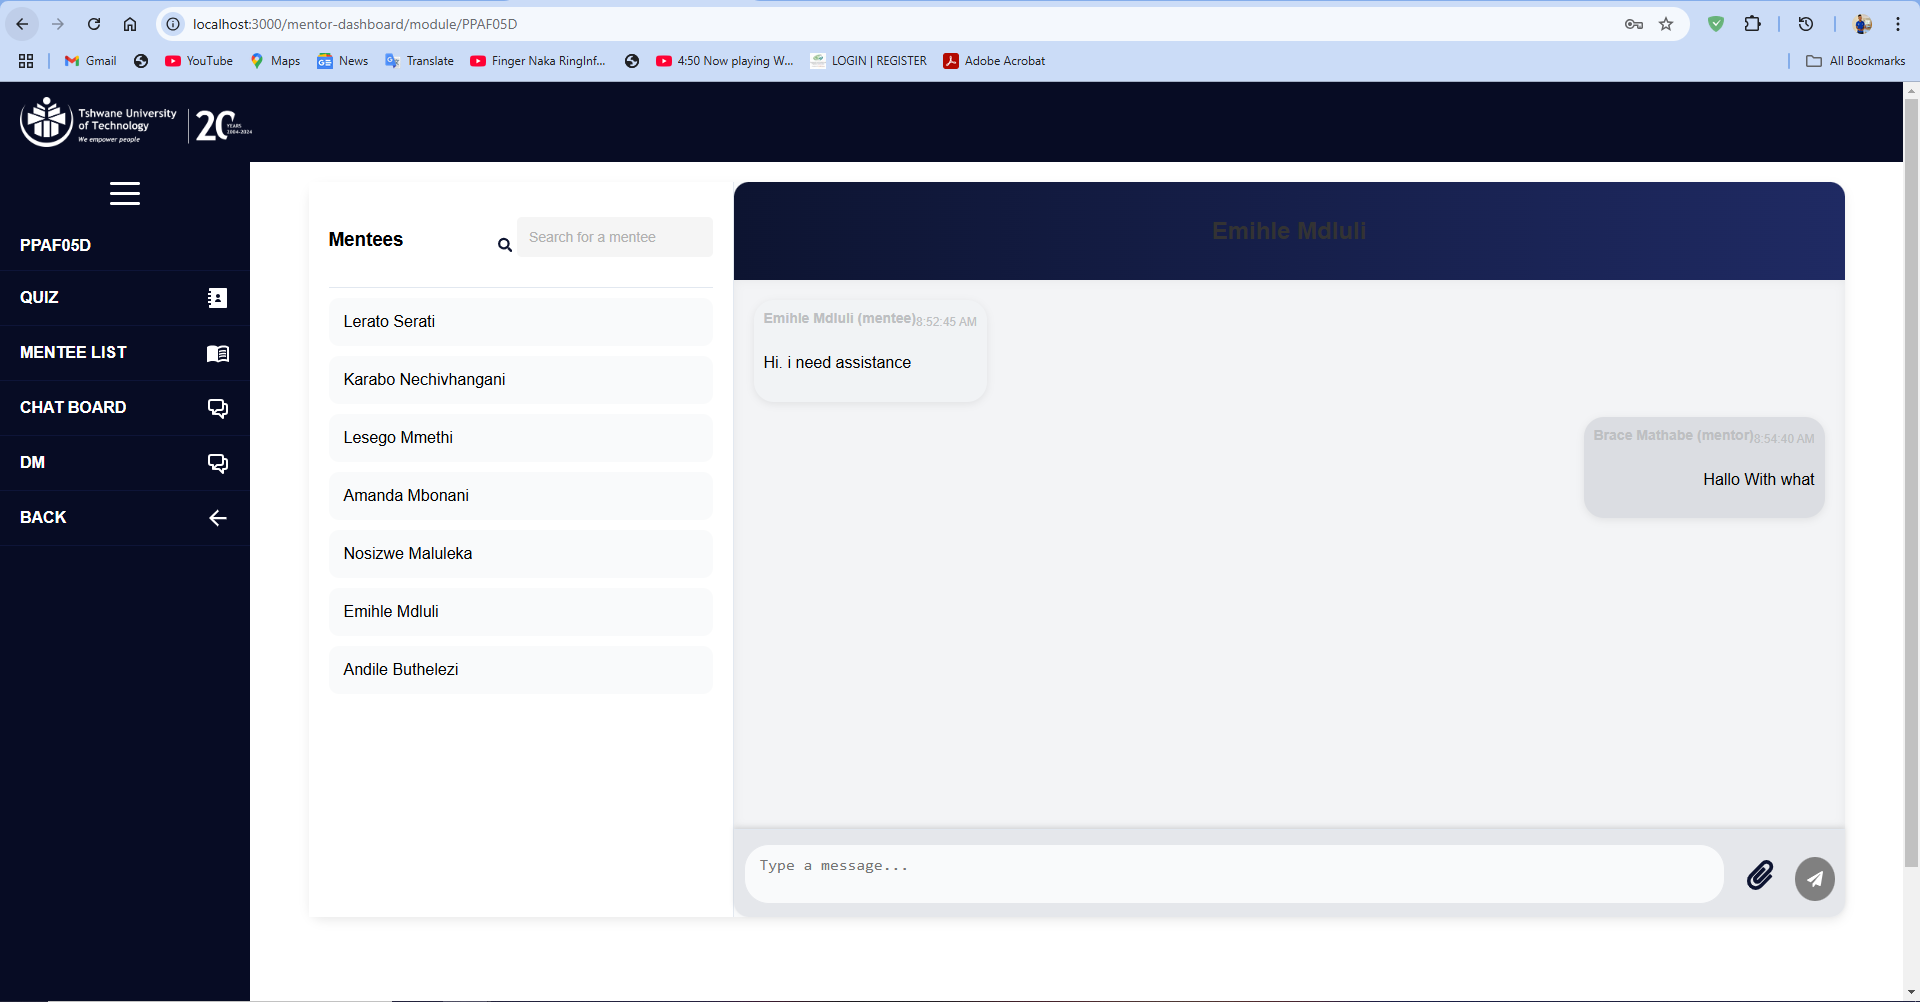 localhost:3000/mentor-dashboard/module/PPAF05D
Gmail
YouTube
Maps
News
Translate
Finger Naka RingInf...
4:50 Now playing W...
LOGIN | REGISTER
Adobe Acrobat
All Bookmarks
Tshwane University
of Technology
We empower people
20
YEARS
2004-2024
PPAF05D
QUIZ
MENTEE LIST
CHAT BOARD
DM
BACK
Mentees
Search for a mentee
Lerato Serati
Karabo Nechivhangani
Lesego Mmethi
Amanda Mbonani
Nosizwe Maluleka
Emihle Mdluli
Andile Buthelezi
Emihle Mdluli
Emihle Mdluli (mentee)8:52:45 AM
Hi. i need assistance
Brace Mathabe (mentor)8:54:40 AM
Hallo With what
Type a message...